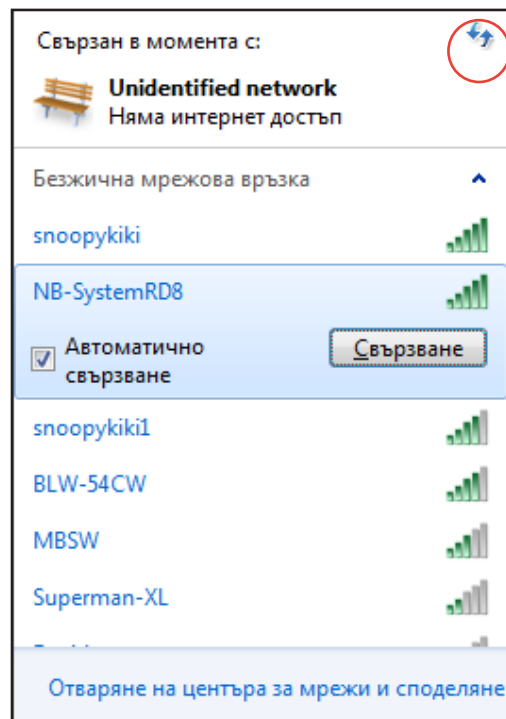 Свързан в момента с:
Unidentified network
Няма интернет достъп
Безжична мрежова връзка
snoopykiki
NB-SystemRD8
Автоматично
свързване
Свързване
snoopykiki1
BLW-54CW
MBSW
Superman-XL
Отваряне на центъра за мрежи и споделяне